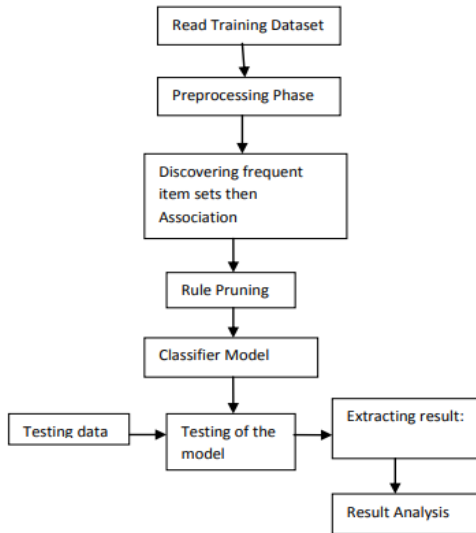 Read Training Dataset
Preprocessing Phase
Discovering frequent
item sets then
Association
Rule Pruning
Classifier Model
Testing data
Testing of the
model
Extracting result:
Result Analysis